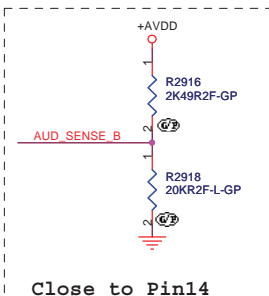 +AVDD
1
R2916
2K49R2F-GP
2
AUD_SENSE_B
1
R2918
20KR2F-L-GP
2
Close to Pin14